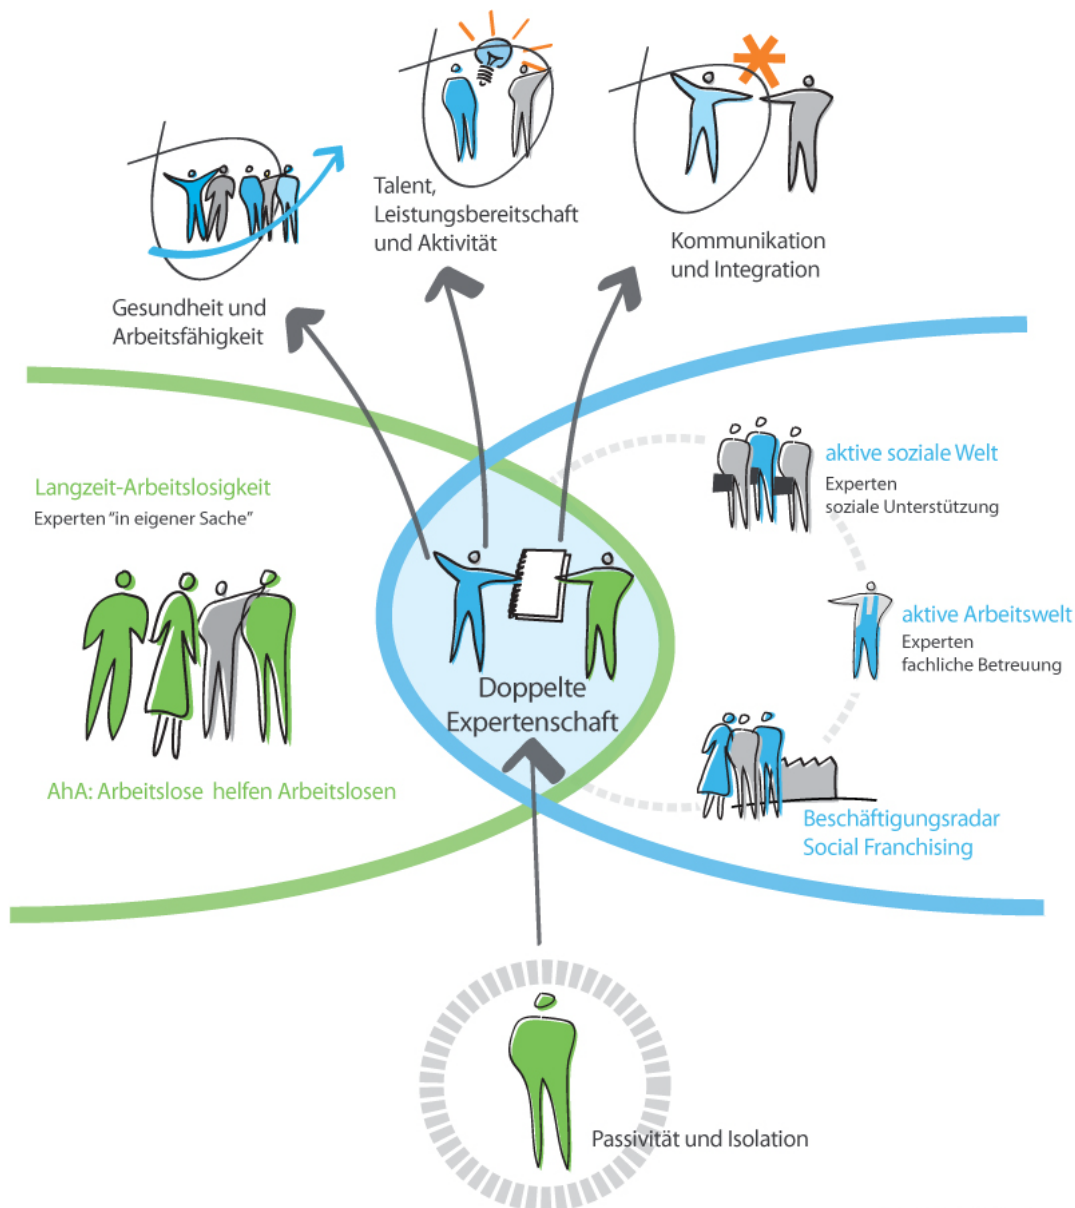 Talent,
Leistungsbereitschaft
und Aktivität
Kommunikation
und Integration
Gesundheit und
Arbeitsfähigkeit
Langzeit-Arbeitslosigkeit
Experten "in eigener Sache"
aktive soziale Welt
Experten
soziale Unterstützung
aktive Arbeitswelt
Experten
fachliche Betreuung
Doppelte
Expertenschaft
AhA: Arbeitslose helfen Arbeitslosen
Beschäftigungsradar
Social Franchising
Passivität und Isolation